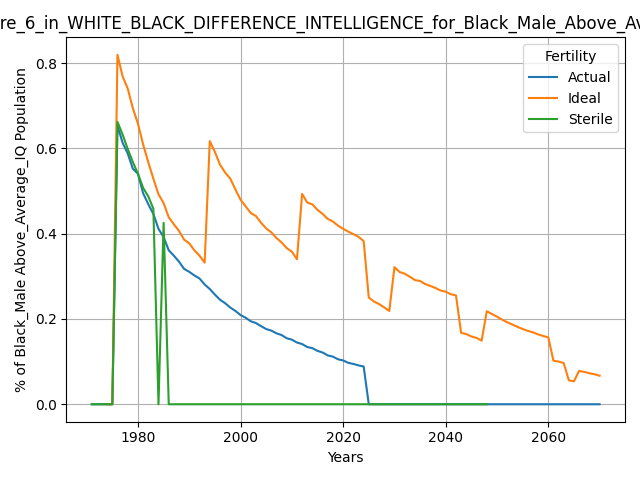 re_6_in_WHITE_BLACK_DIFFERENCE_INTELLIGENCE_for_Black_Male_Above_Av
% of Black_Male Above_Average_IQ Population
0.8
0.6
0.4
0.2
0.0
Fertility
Actual
Ideal
Sterile
1980
2000
2020
2040
2060
Years